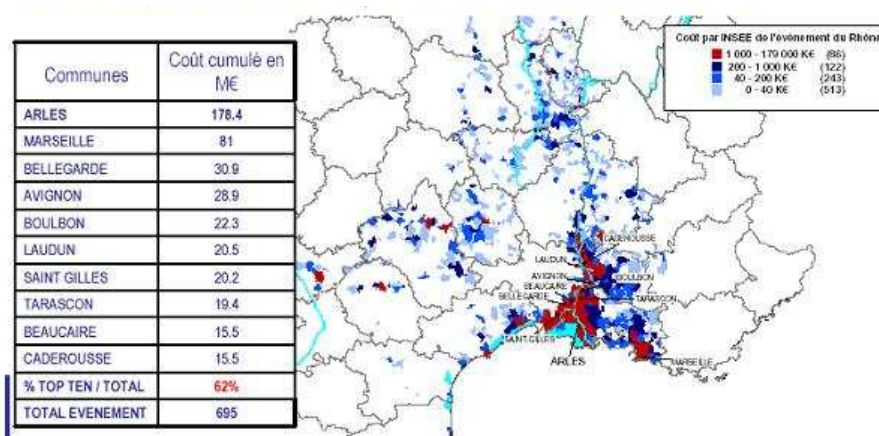 Communes Coût cumulé en M€
ARLES 178.4
MARSEILLE 81
BELLEGARDE 30.9
AVIGNON 28.9
BOULBON 22.3
LAUDUN 20.5
SAINT GILLES 20.2
TARASCON 19.4
BEAUCAIRE 15.5
CADEROUSSE 15.5
% TOP TEN / TOTAL 62%
TOTAL EVENEMENT 695
Coût par INSEE de l'événement du Rhône
1 000 - 179 000 K€ (86)
200 - 1 000 K€ (122)
40 - 200 K€ (243)
0 - 40 K€ (513)
CADEROUSSE
LAUDUN
AVIGNON
BOULBON
BEAUCAIRE
BELLEGARDE
TARASCON
SAINT GILLES
ARLES
MARSEILLE